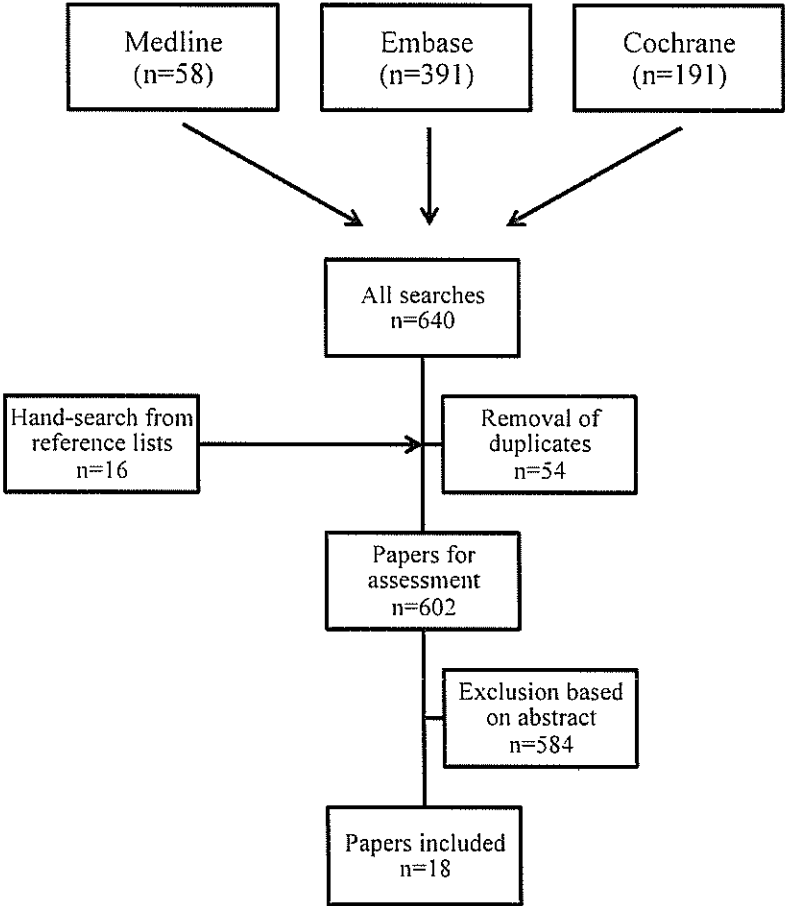 Medline
(n=58)
Embase
(n=391)
Cochrane
(n=191)
All searches
n=640
Hand-search from
reference lists
n=16
Removal of
duplicates
n=54
Papers for
assessment
n=602
Exclusion based
on abstract
n=584
Papers included
n=18